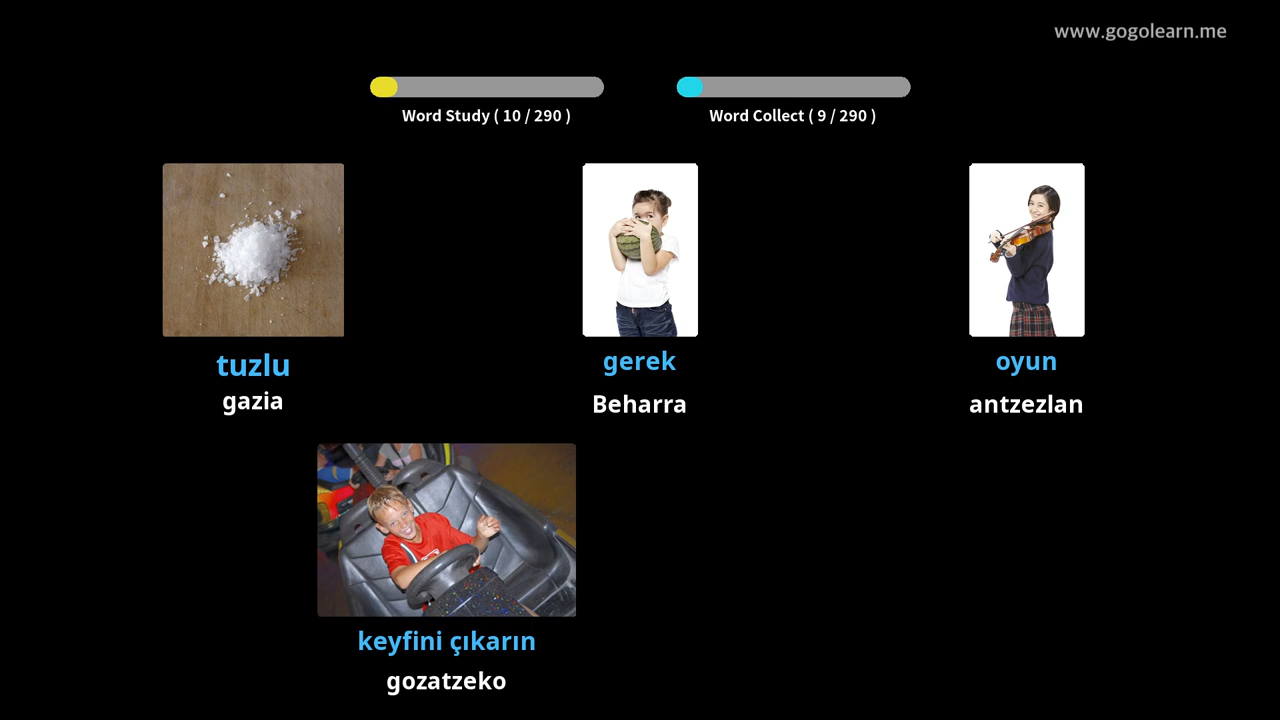 www.gogolearn.me
Word Study ( 10 / 290 )
Word Collect ( 9 / 290 )
tuzlu
gazia
gerek
Beharra
oyun
antzezlan
keyfini çıkarın
gozatzeko